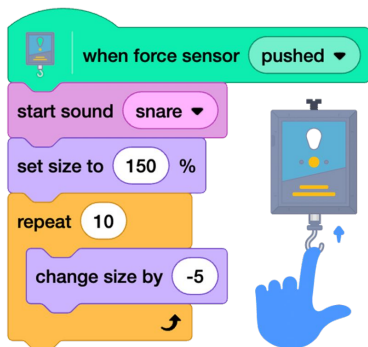 when force sensor pushed
start sound snare
set size to 150 %
repeat 10
change size by -5